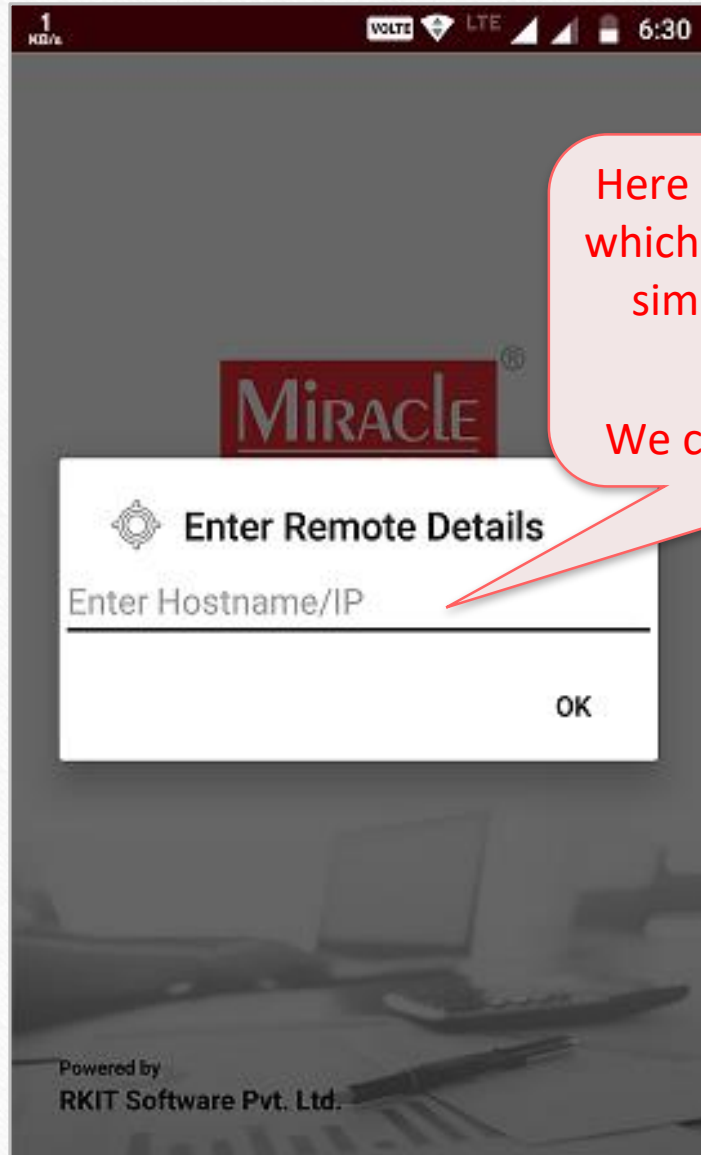 1
KB/s
VOLTE LTE 6:30
Here
which
sim
We c
MiRACLE ®
Enter Remote Details
Enter Hostname/IP
OK
Powered by
RKIT Software Pvt. Ltd.